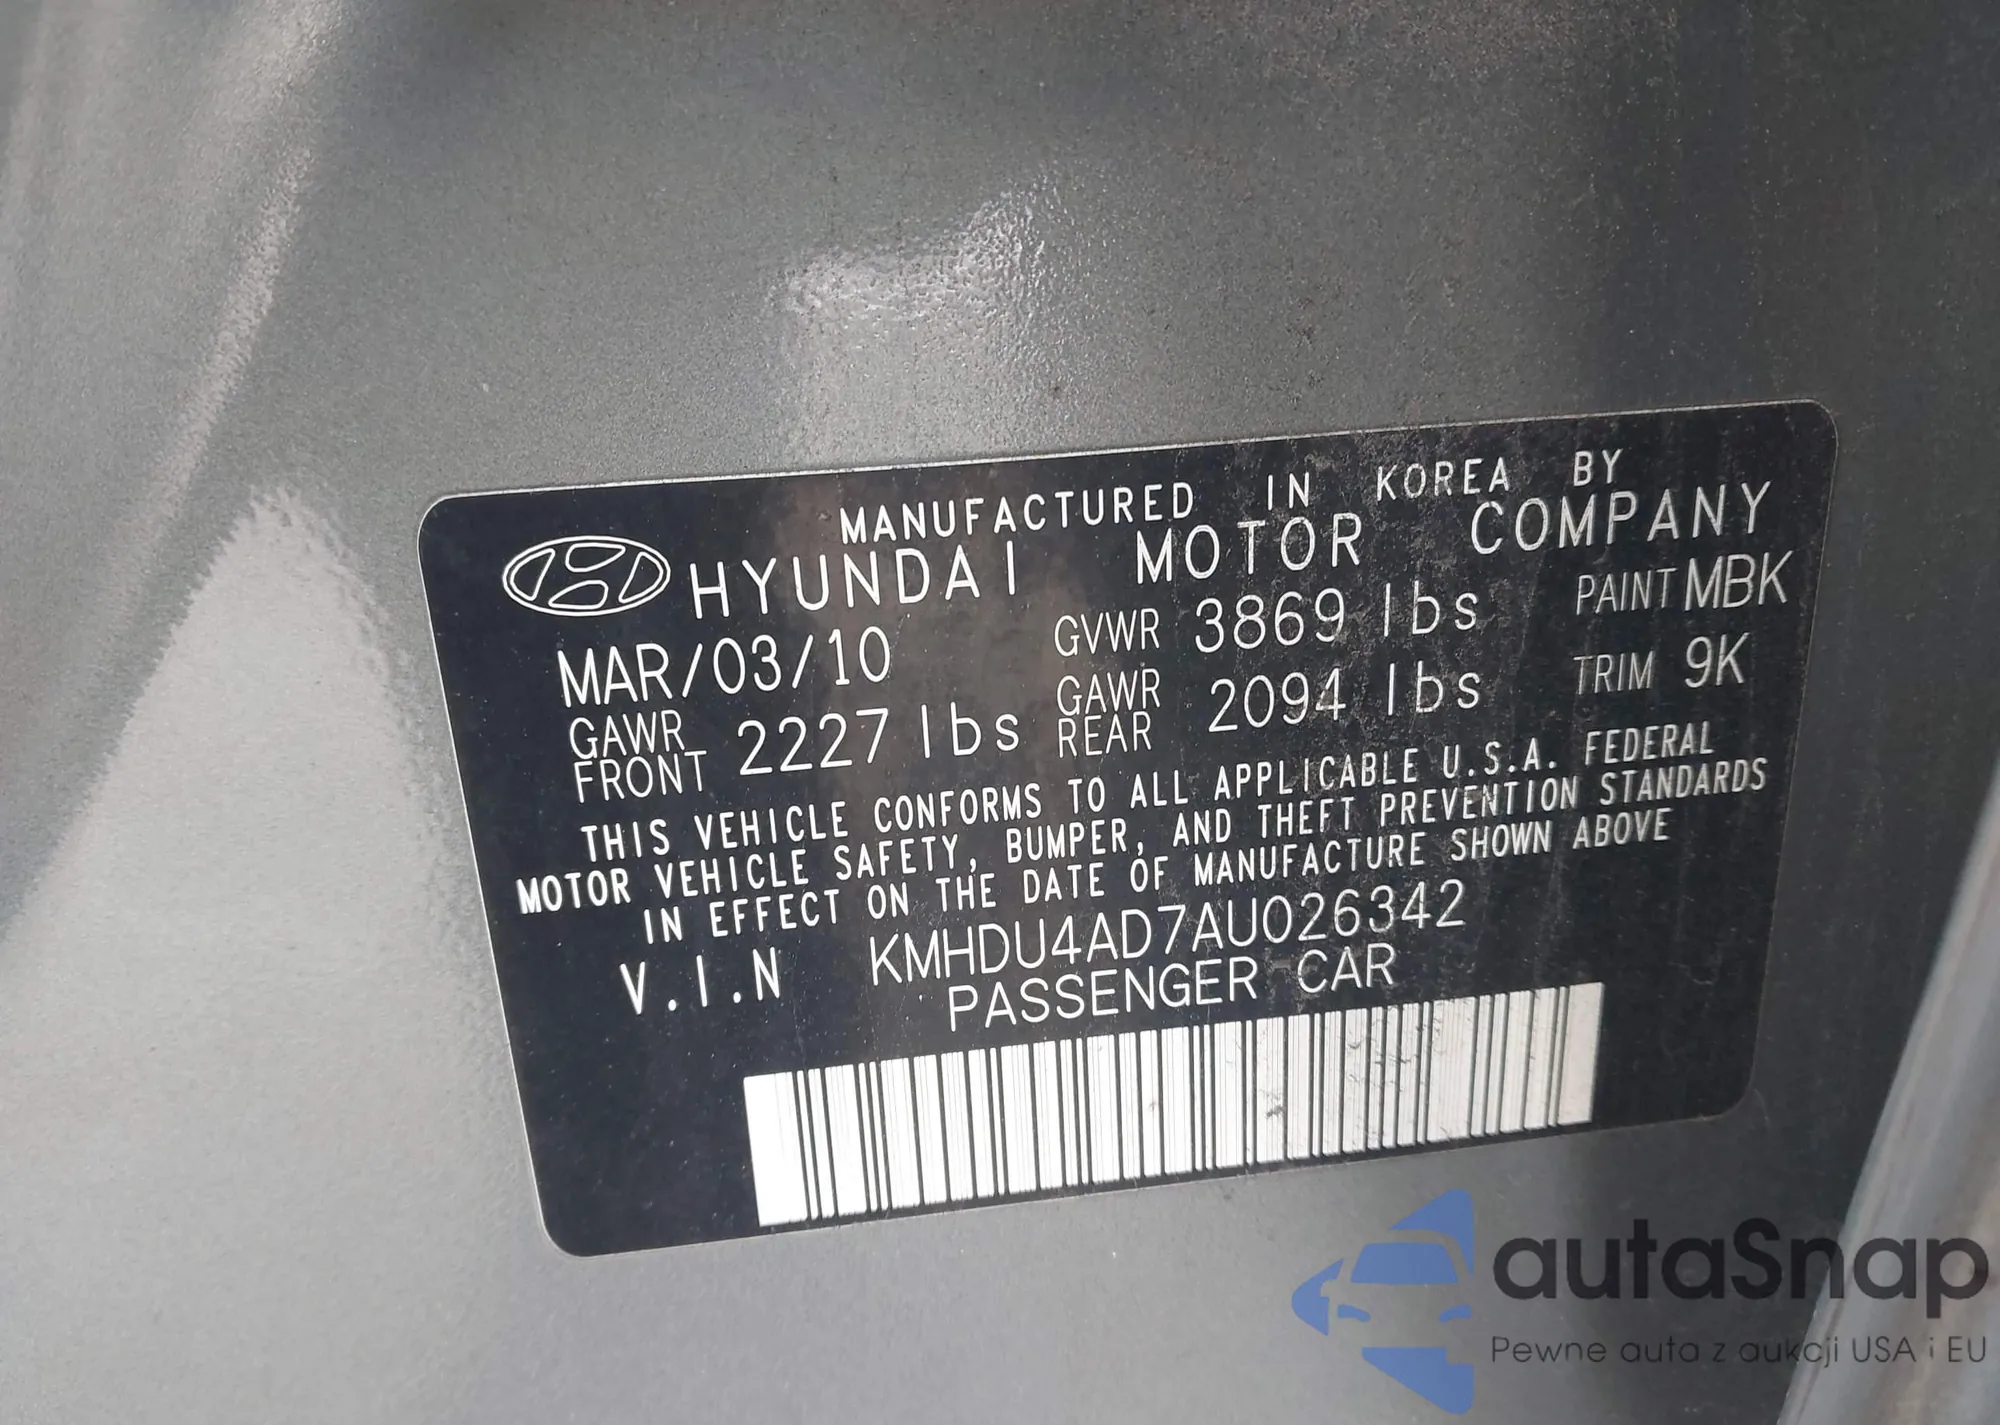 MANUFACTURED IN KOREA BY
HYUNDAI MOTOR COMPANY
MAR/03/10 GVWR 3869 lbs PAINT MBK
GAWR FRONT 2227 lbs GAWR REAR 2094 lbs TRIM 9K
THIS VEHICLE CONFORMS TO ALL APPLICABLE U.S.A. FEDERAL
MOTOR VEHICLE SAFETY, BUMPER, AND THEFT PREVENTION STANDARDS
IN EFFECT ON THE DATE OF MANUFACTURE SHOWN ABOVE
V.I.N KMHDU4AD7AU026342
PASSENGER CAR
autaSnap
Pewne auta z aukcji USA i EU